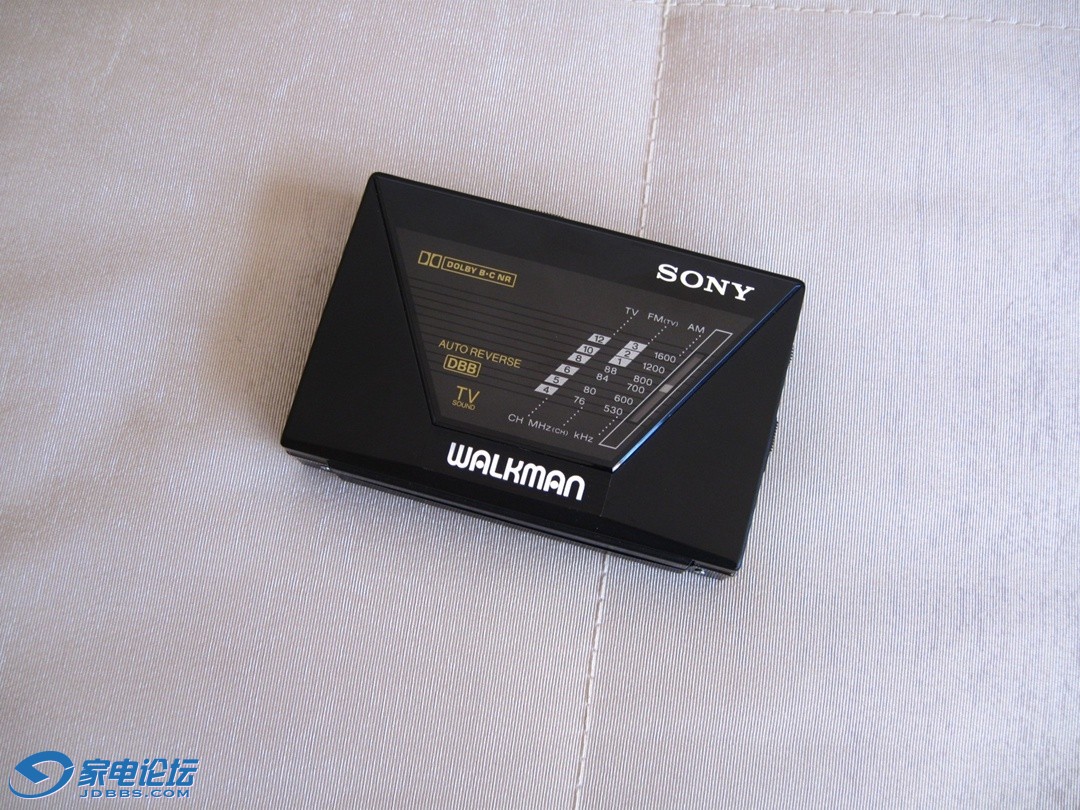 SONY
DOLBY B·C NR
TV FM(TV) AM
12 3 1600
10 2 1200
8 1 800
6 88 700
5 84 600
4 80 530
76
CH MHz(CH) kHz
AUTO REVERSE
DBB
TV
SOUND
WALKMAN
家电论坛
JDBBS.COM